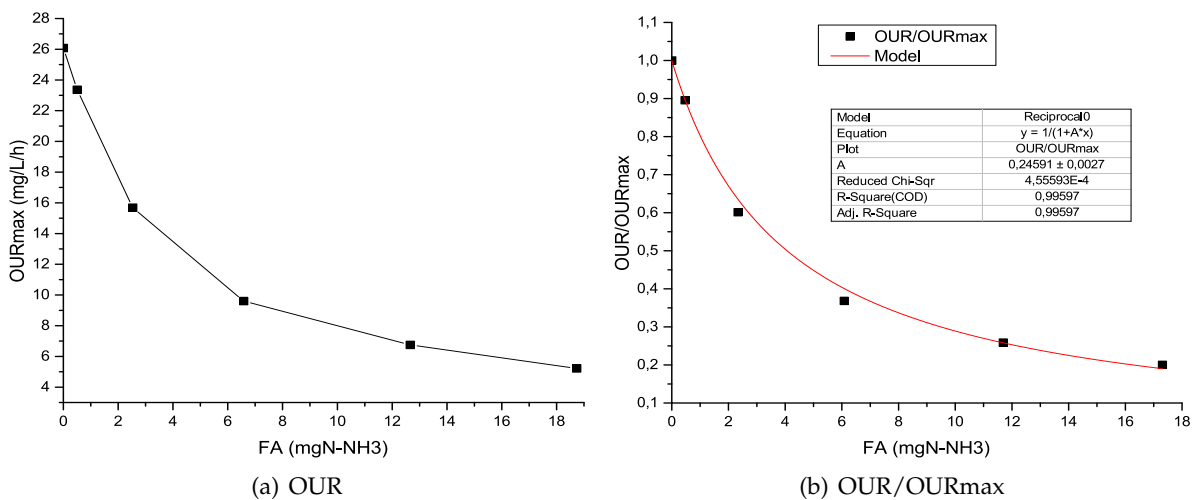 28
26
24
22
20
18
16
14
12
10
8
6
4
OURmax (mg/L/h)
0 2 4 6 8 10 12 14 16 18
FA (mgN-NH3)
(a) OUR
1,1
1,0
0,9
0,8
0,7
0,6
0,5
0,4
0,3
0,2
0,1
OUR/OURmax
OUR/OURmax
Model
Model Reciprocal0
Equation y = 1/(1+A*x)
Plot OUR/OURmax
A 0,24591 ± 0,0027
Reduced Chi-Sqr 4,55593E-4
R-Square(COD) 0,99597
Adj. R-Square 0,99597
0 2 4 6 8 10 12 14 16 18
FA (mgN-NH3)
(b) OUR/OURmax